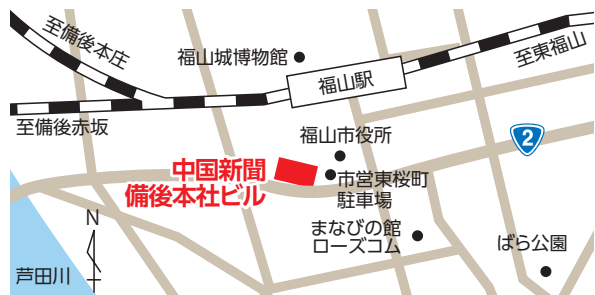 至備後本庄
福山城博物館
福山駅
至東福山
至備後赤坂
福山市役所
2
中国新聞
備後本社ビル
市営東桜町
駐車場
まなびの館
ローズコム
ばら公園
N
芦田川